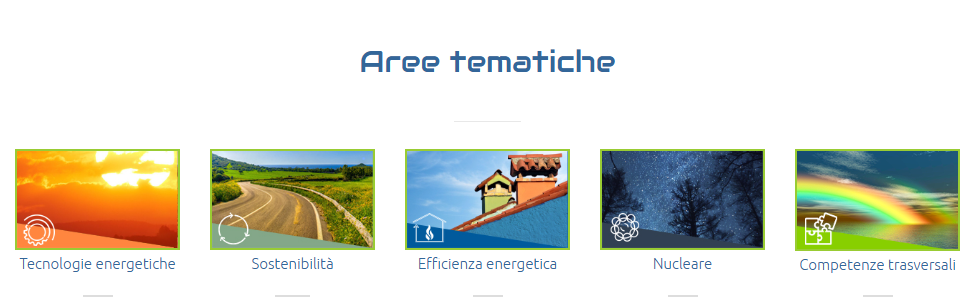 Aree tematiche
Tecnologie energetiche
Sostenibilità
Efficienza energetica
Nucleare
Competenze trasversali